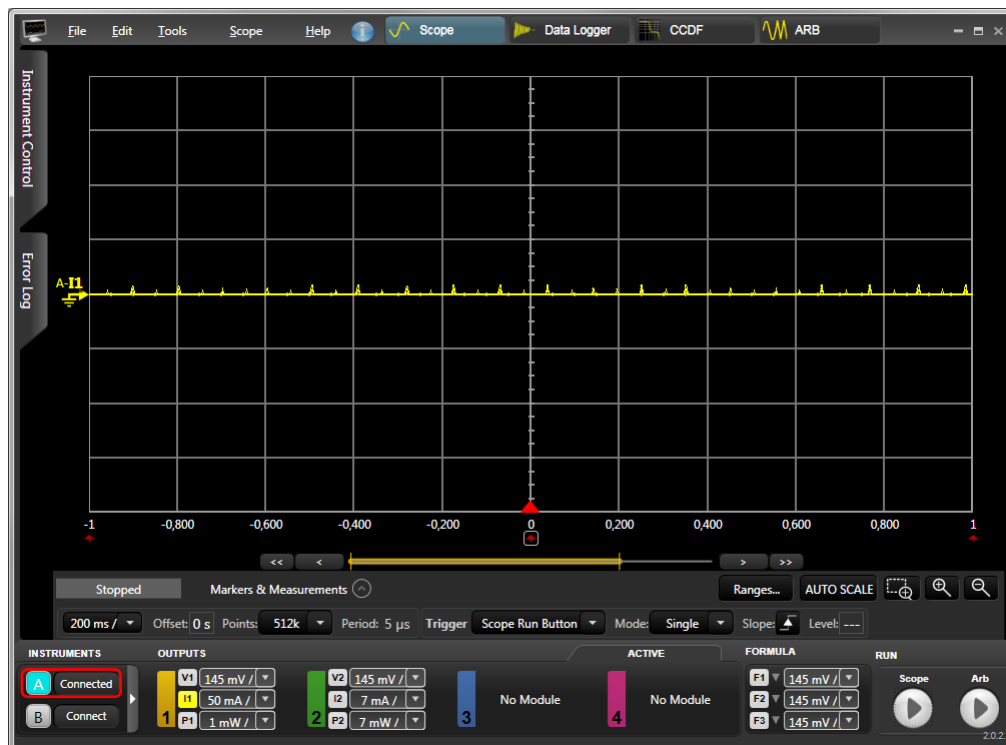 File Edit Tools Scope Help i Scope Data Logger CCDF ARB
Instrument Control
Error Log
A-I1
-1 -0,800 -0,600 -0,400 -0,200 0 0,200 0,400 0,600 0,800 1
<< < > >>
Stopped Markers & Measurements Ranges... AUTO SCALE
200 ms / Offset: 0 s Points: 512k Period: 5 µs Trigger Scope Run Button Mode: Single Slope: Level: ---
INSTRUMENTS OUTPUTS ACTIVE FORMULA RUN
A Connected V1 145 mV / V2 145 mV / F1 145 mV / Scope Arb
I1 50 mA / I2 7 mA / No Module No Module F2 145 mV /
B Connect 1 P1 1 mW / 2 P2 7 mW / 3 4 F3 145 mV /